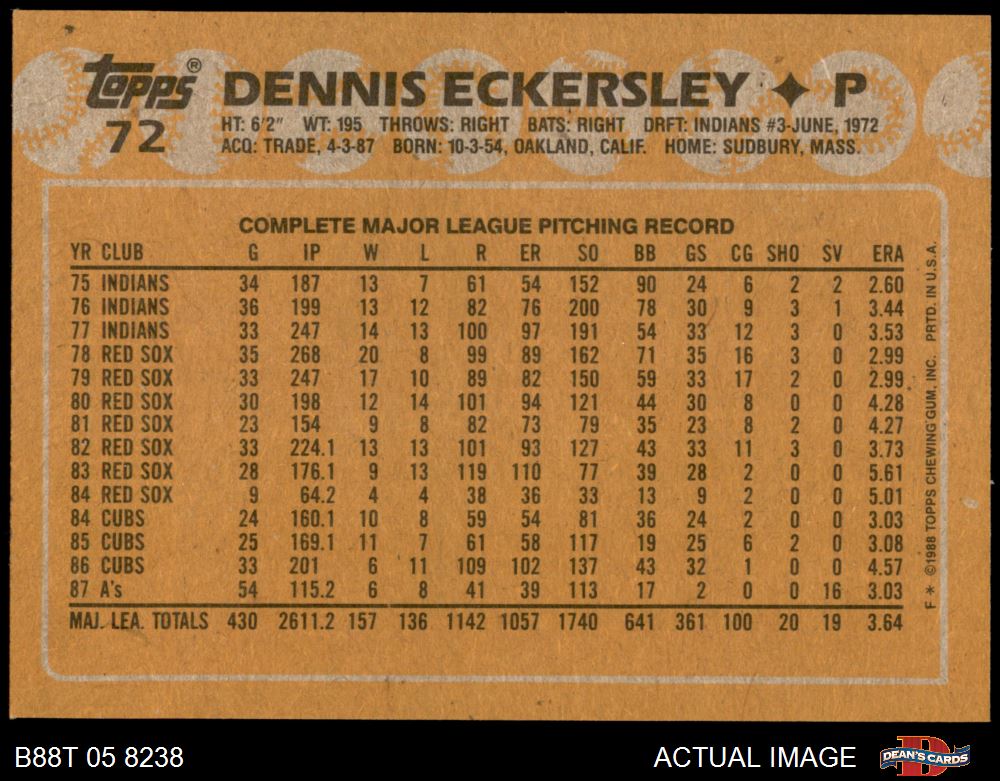 Topps® DENNIS ECKERSLEY ✦ P
72 HT: 6'2" WT: 195 THROWS: RIGHT BATS: RIGHT DRFT: INDIANS #3-JUNE, 1972
ACQ: TRADE, 4-3-87 BORN: 10-3-54, OAKLAND, CALIF. HOME: SUDBURY, MASS.
COMPLETE MAJOR LEAGUE PITCHING RECORD
YR CLUB G IP W L R ER SO BB GS CG SHO SV ERA
75 INDIANS 34 187 13 7 61 54 152 90 24 6 2 2 2.60
76 INDIANS 36 199 13 12 82 76 200 78 30 9 3 1 3.44
77 INDIANS 33 247 14 13 100 97 191 54 33 12 3 0 3.53
78 RED SOX 35 268 20 8 99 89 162 71 35 16 3 0 2.99
79 RED SOX 33 247 17 10 89 82 150 59 33 17 2 0 2.99
80 RED SOX 30 198 12 14 101 94 121 44 30 8 0 0 4.28
81 RED SOX 23 154 9 8 82 73 79 35 23 8 2 0 4.27
82 RED SOX 33 224.1 13 13 101 93 127 43 33 11 3 0 3.73
83 RED SOX 28 176.1 9 13 119 110 77 39 28 2 0 0 5.61
84 RED SOX 9 64.2 4 4 38 36 33 13 9 2 0 0 5.01
84 CUBS 24 160.1 10 8 59 54 81 36 24 2 0 0 3.03
85 CUBS 25 169.1 11 7 61 58 117 19 25 6 2 0 3.08
86 CUBS 33 201 6 11 109 102 137 43 32 1 0 0 4.57
87 A's 54 115.2 6 8 41 39 113 17 2 0 0 16 3.03
MAJ. LEA. TOTALS 430 2611.2 157 136 1142 1057 1740 641 361 100 20 19 3.64
F * ©1988 TOPPS CHEWING GUM, INC. PRTD. IN U.S.A.
B88T 05 8238 ACTUAL IMAGE DEAN'S CARDS